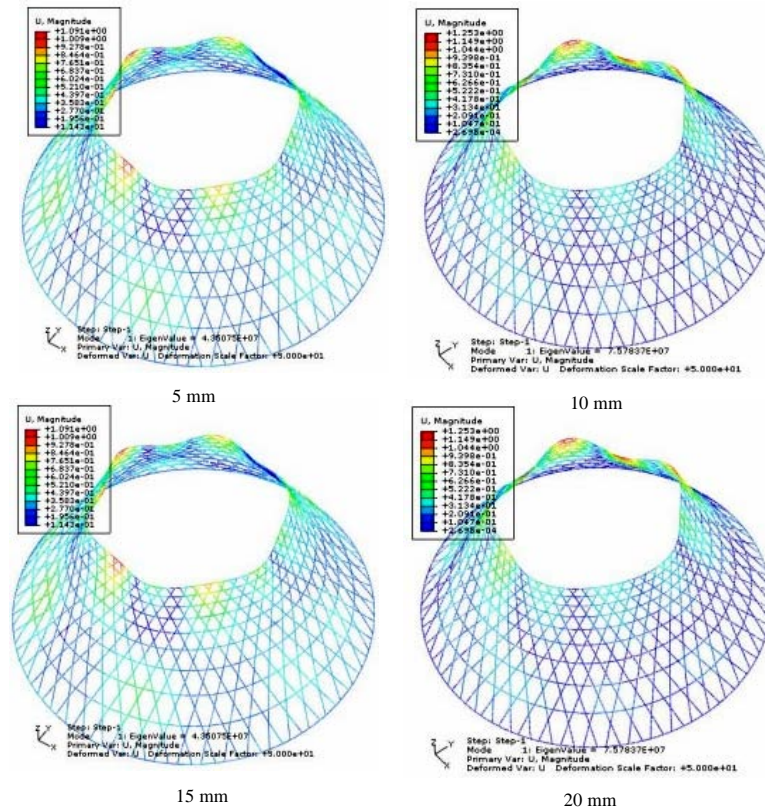 U, Magnitude
+1.091e+00
+1.009e+00
+9.278e-01
+8.464e-01
+7.651e-01
+6.837e-01
+6.024e-01
+5.210e-01
+4.397e-01
+3.583e-01
+2.770e-01
+1.956e-01
+1.143e-01
Z Y
X
Step: Step-1
Mode 1: EigenValue = 4.36075E+07
Primary Var: U, Magnitude
Deformed Var: U Deformation Scale Factor: +5.000e+01
5 mm
U, Magnitude
+1.253e+00
+1.149e+00
+1.044e+00
+9.398e-01
+8.354e-01
+7.310e-01
+6.266e-01
+5.222e-01
+4.178e-01
+3.134e-01
+2.091e-01
+1.047e-01
+2.698e-04
Z Y
X
Step: Step-1
Mode 1: EigenValue = 7.57837E+07
Primary Var: U, Magnitude
Deformed Var: U Deformation Scale Factor: +5.000e+01
10 mm
U, Magnitude
+1.091e+00
+1.009e+00
+9.278e-01
+8.464e-01
+7.651e-01
+6.837e-01
+6.024e-01
+5.210e-01
+4.397e-01
+3.583e-01
+2.770e-01
+1.956e-01
+1.143e-01
Z Y
X
Step: Step-1
Mode 1: EigenValue = 4.36075E+07
Primary Var: U, Magnitude
Deformed Var: U Deformation Scale Factor: +5.000e+01
15 mm
U, Magnitude
+1.253e+00
+1.149e+00
+1.044e+00
+9.398e-01
+8.354e-01
+7.310e-01
+6.266e-01
+5.222e-01
+4.178e-01
+3.134e-01
+2.091e-01
+1.047e-01
+2.698e-04
Z Y
X
Step: Step-1
Mode 1: EigenValue = 7.57837E+07
Primary Var: U, Magnitude
Deformed Var: U Deformation Scale Factor: +5.000e+01
20 mm